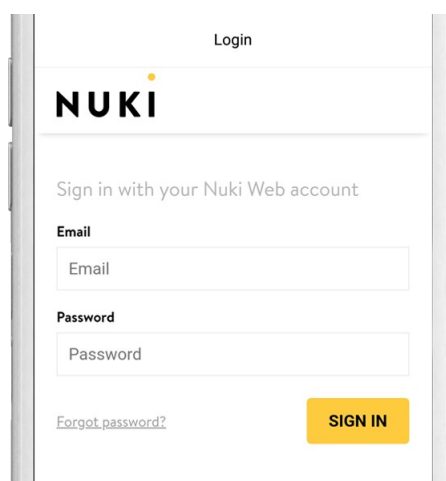 Login
NUKI
Sign in with your Nuki Web account
Email
Email
Password
Password
Forgot password?
SIGN IN